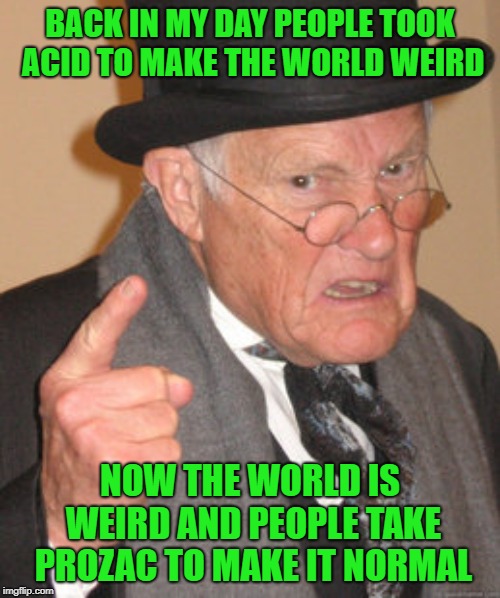 BACK IN MY DAY PEOPLE TOOK
ACID TO MAKE THE WORLD WEIRD
NOW THE WORLD IS
WEIRD AND PEOPLE TAKE
PROZAC TO MAKE IT NORMAL
imgflip.com